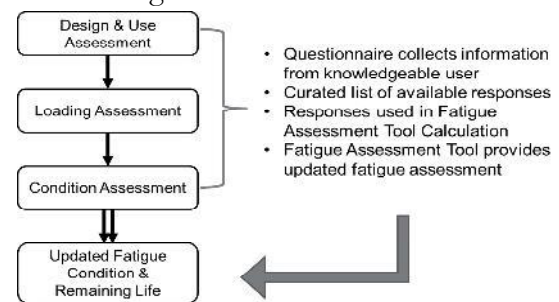 Design & Use
Assessment
Loading Assessment
Condition Assessment
Updated Fatigue
Condition &
Remaining Life
• Questionnaire collects information
from knowledgeable user
• Curated list of available responses
• Responses used in Fatigue
Assessment Tool Calculation
• Fatigue Assessment Tool provides
updated fatigue assessment